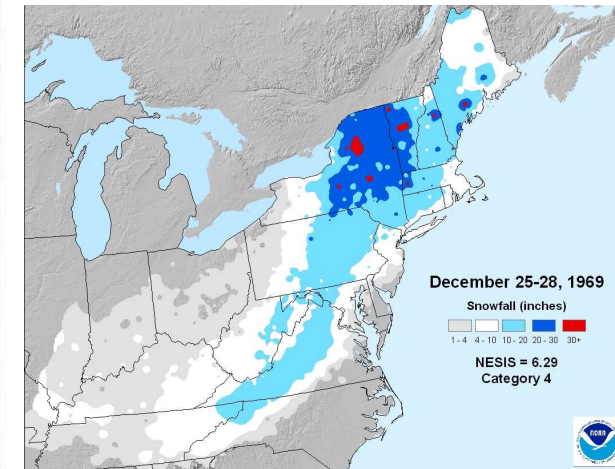 December 25-28, 1969
Snowfall (inches)
1 - 4 4 - 10 10 - 20 20 - 30 30+
NESIS = 6.29
Category 4
NOAA